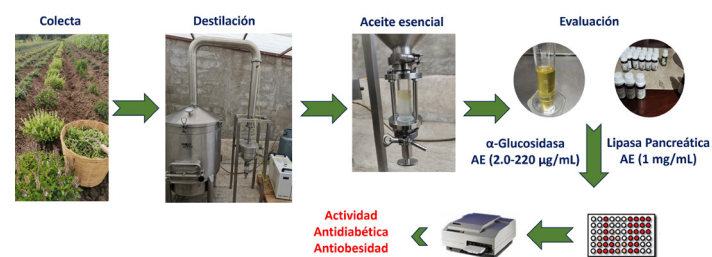 Colecta
Destilación
Aceite esencial
Evaluación
α-Glucosidasa
AE (2.0-220 µg/mL)
Lipasa Pancreática
AE (1 mg/mL)
Actividad
Antidiabética
Antiobesidad